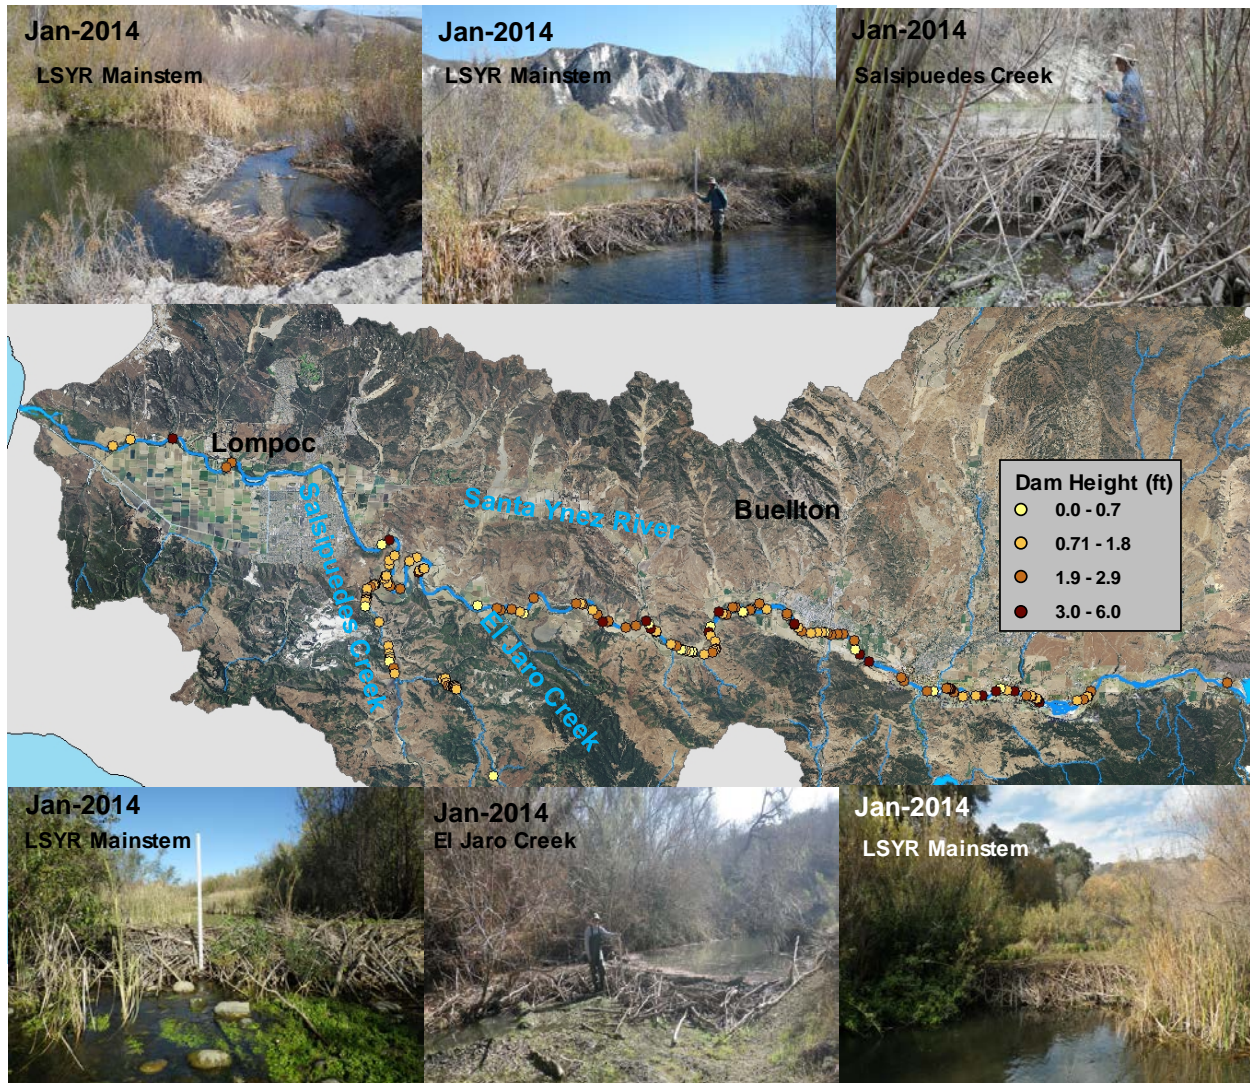 Jan-2014
LSYR Mainstem
Jan-2014
LSYR Mainstem
Jan-2014
Salsipuedes Creek
Lompoc
Salsipuedes Creek
Santa Ynez River
El Jaro Creek
Buellton
Dam Height (ft)
0.0 - 0.7
0.71 - 1.8
1.9 - 2.9
3.0 - 6.0
Jan-2014
LSYR Mainstem
Jan-2014
El Jaro Creek
Jan-2014
LSYR Mainstem